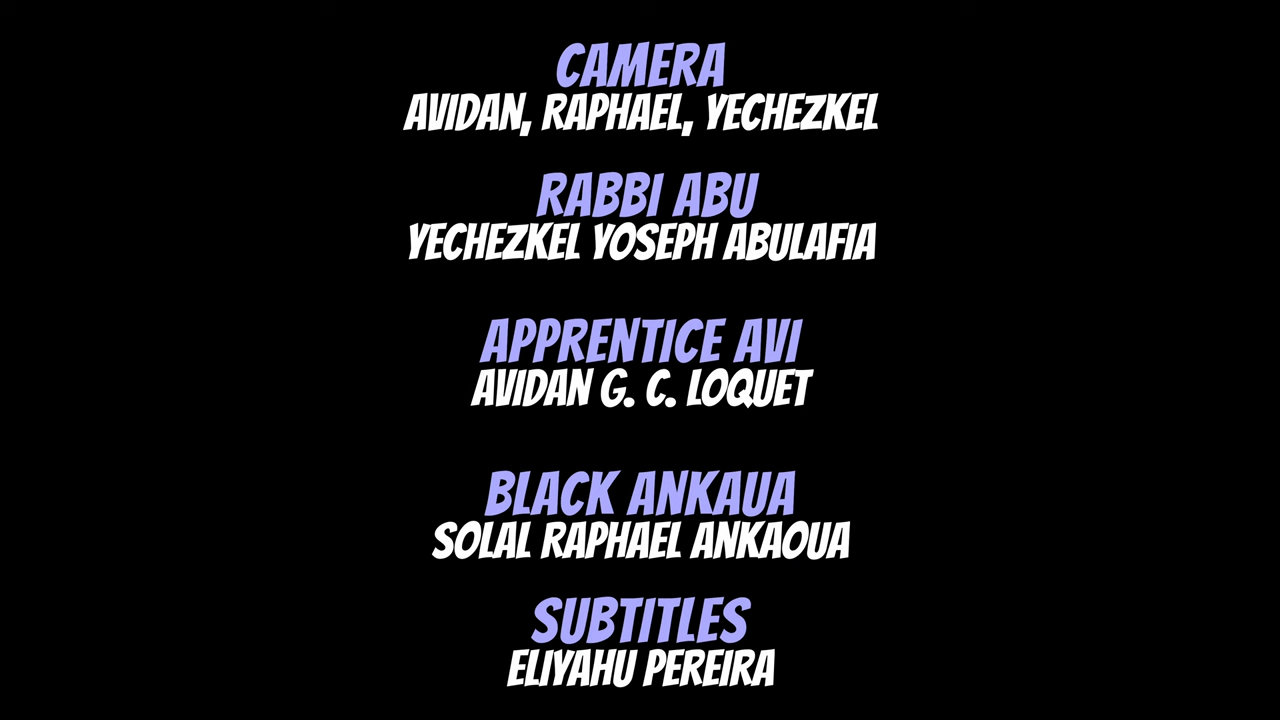 CAMERA
AVIDAN, RAPHAEL, YECHEZKEL
RABBI ABU
YECHEZKEL YOSEPH ABULAFIA
APPRENTICE AVI
AVIDAN G. C. LOQUET
BLACK ANKAUA
SOLAL RAPHAEL ANKAOUA
SUBTITLES
ELIYAHU PEREIRA